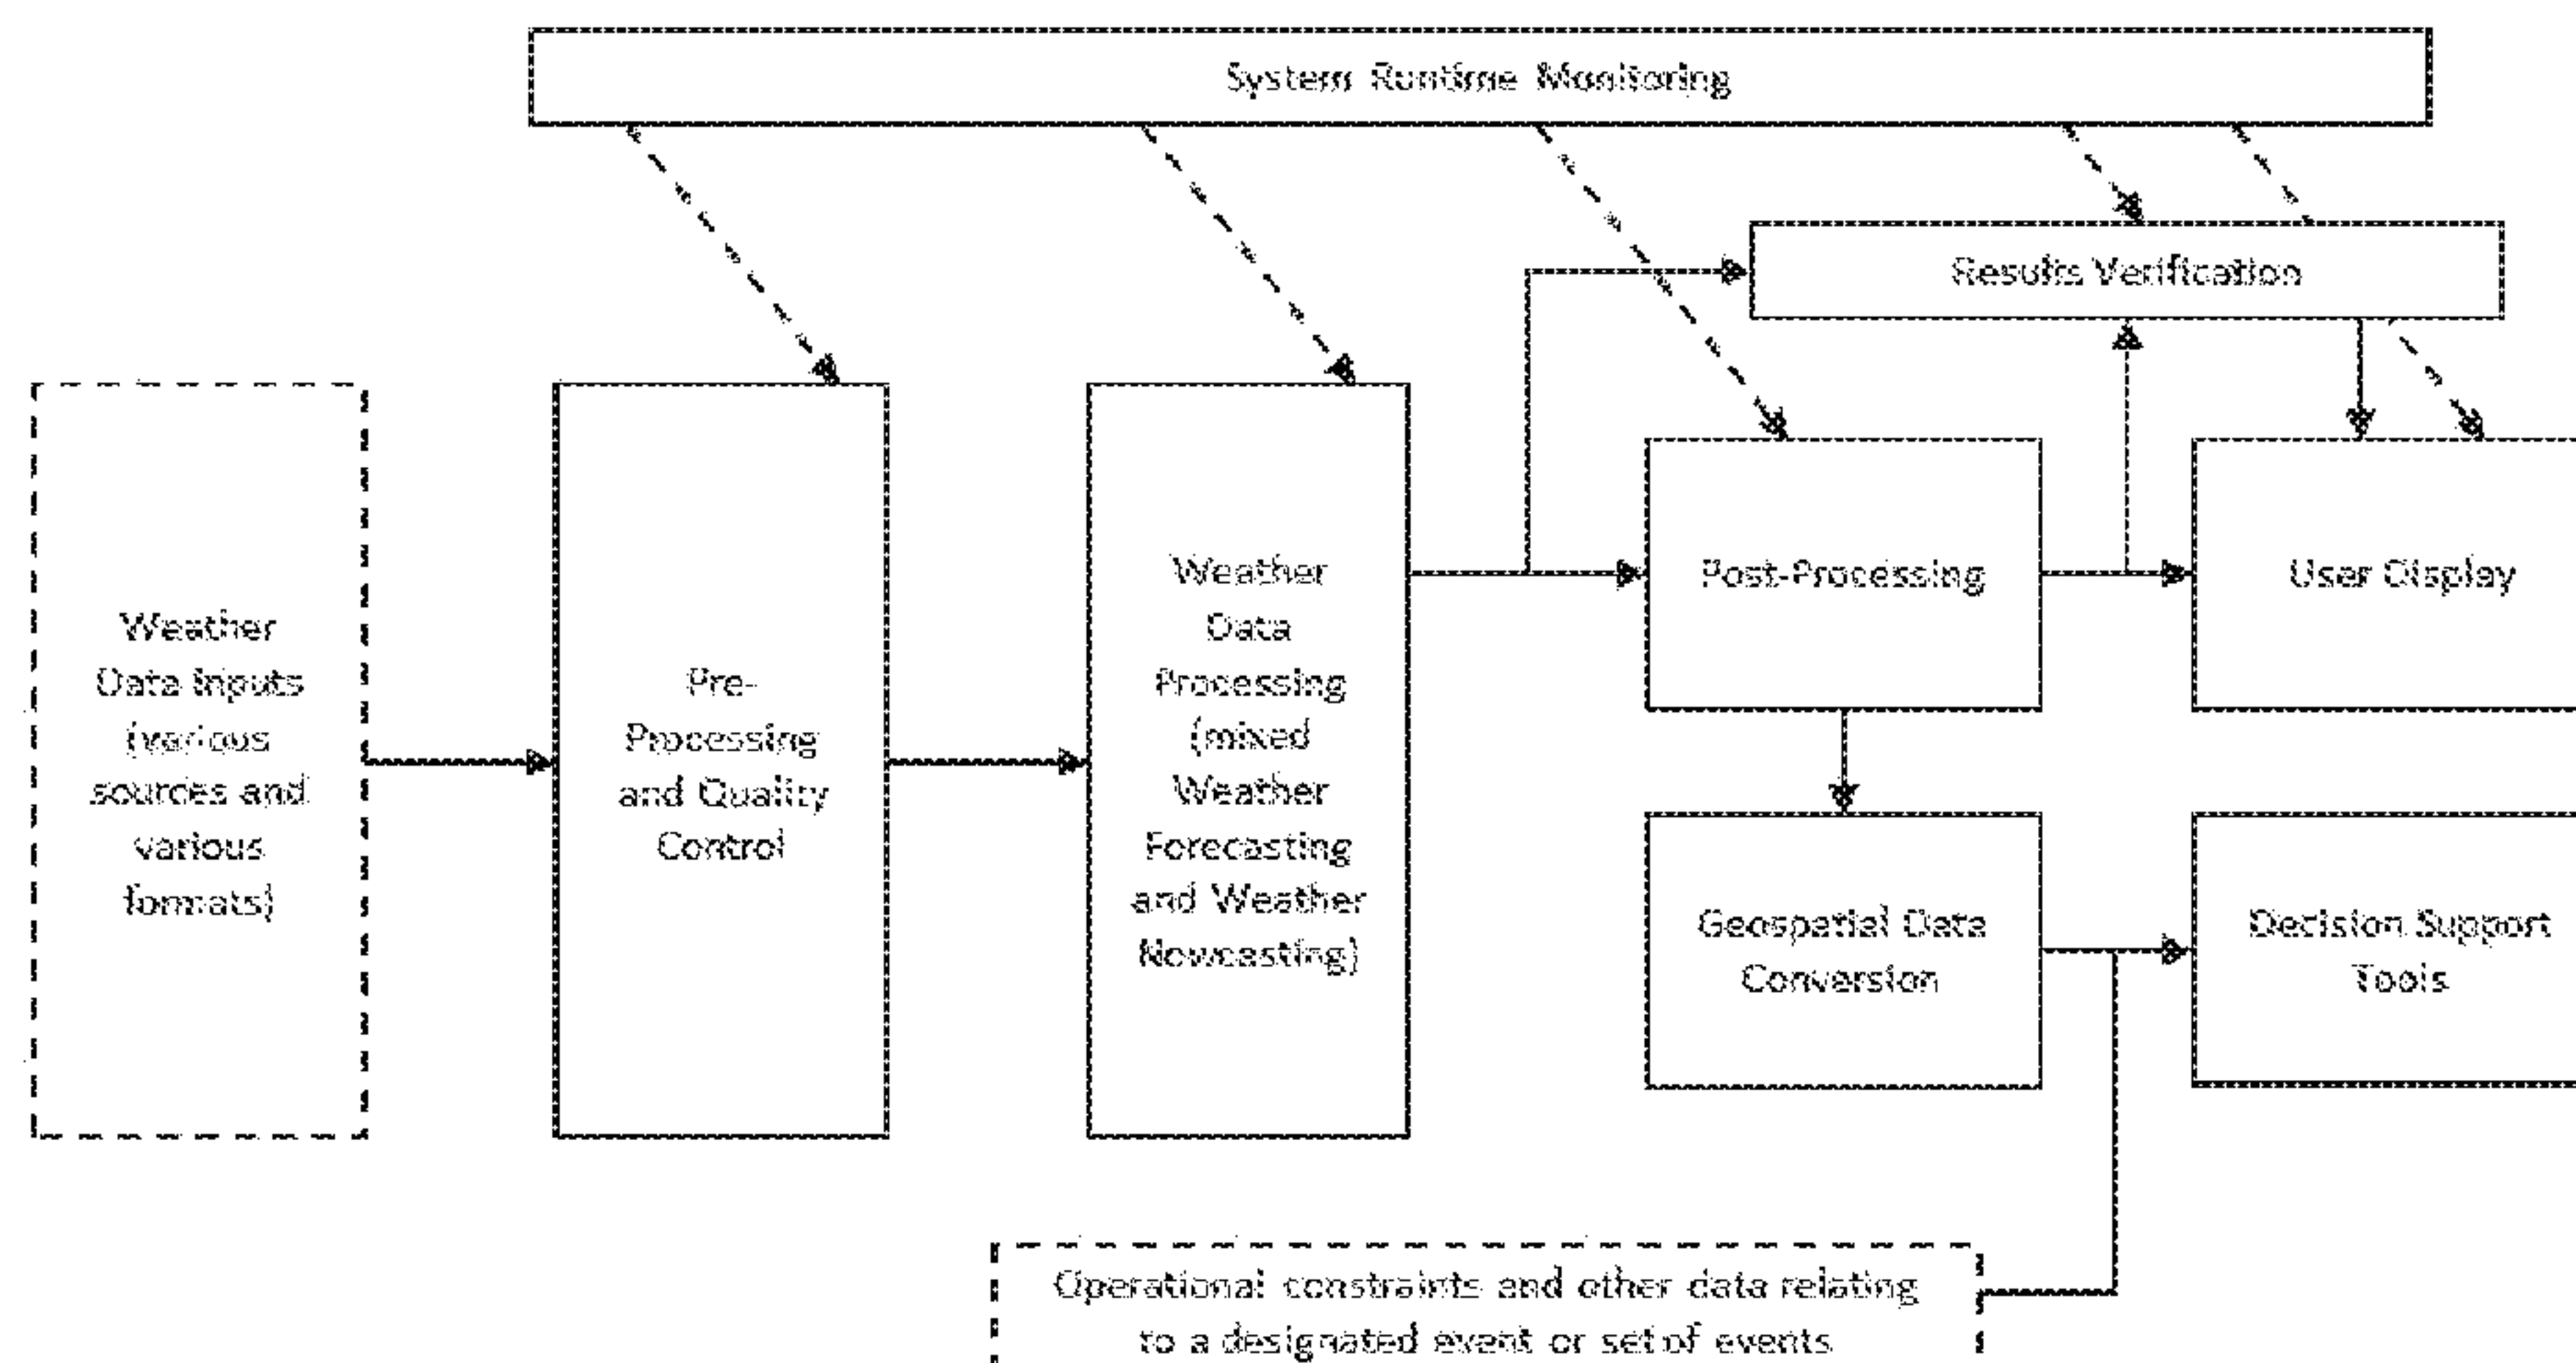 System Runtime Monitoring
Results Verification
Weather
Data Inputs
(various
sources and
various
formats)
Pre-
Processing
and Quality
Control
Weather
Data
Processing
(mixed
Weather
Forecasting
and Weather
Nowcasting)
Post-Processing
User Display
Geospatial Data
Conversion
Decision Support
Tools
Operational constraints and other data relating
to a designated event or set of events